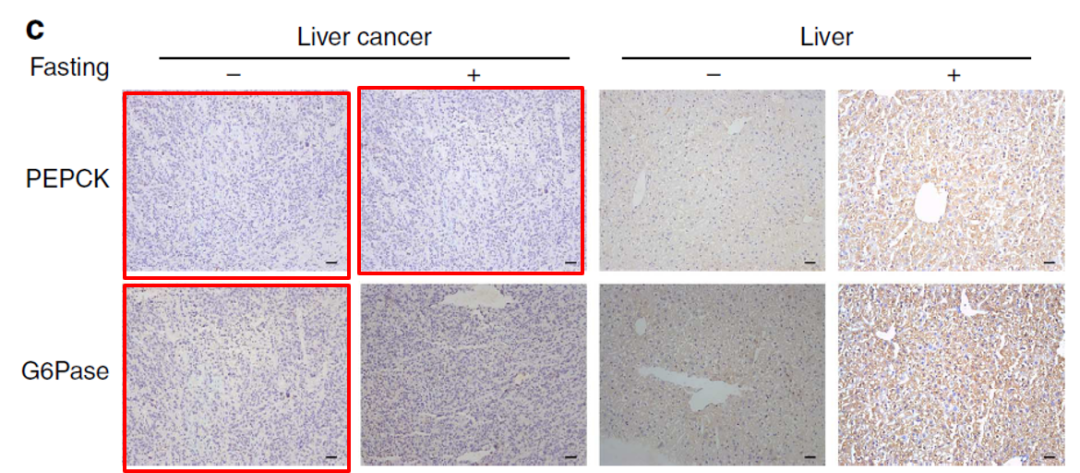 c
Liver cancer Liver
Fasting − + − +
PEPCK
G6Pase